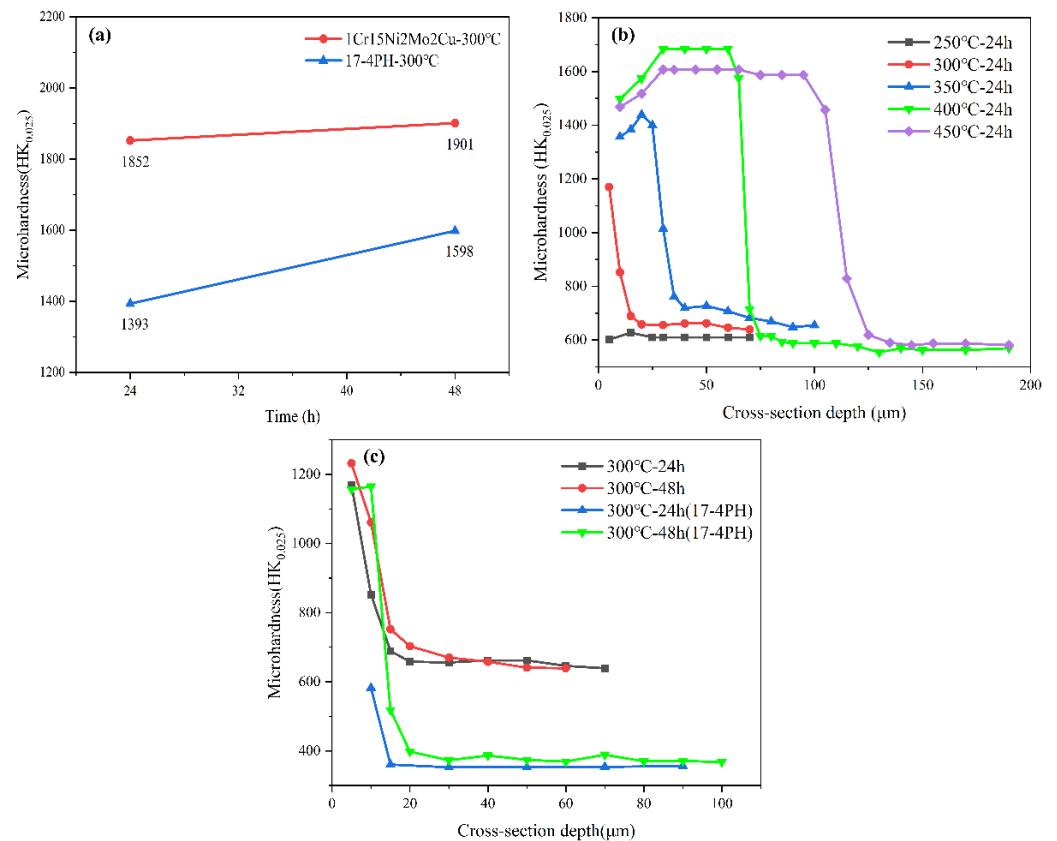 (a)
1Cr15Ni2Mo2Cu-300℃
17-4PH-300℃
2200
2100
2000
1900
1800
1600
1400
1200
1852
1901
1393
1598
24
32
40
48
Microhardness(HK0.025)
Time (h)
(b)
250℃-24h
300℃-24h
350℃-24h
400℃-24h
450℃-24h
1800
1600
1400
1200
1000
800
600
0
50
100
150
200
Microhardness (HK0.025)
Cross-section depth (μm)
(c)
300℃-24h
300℃-48h
300℃-24h(17-4PH)
300℃-48h(17-4PH)
1200
1000
800
600
400
0
20
40
60
80
100
Microhardness(HK0.025)
Cross-section depth(μm)